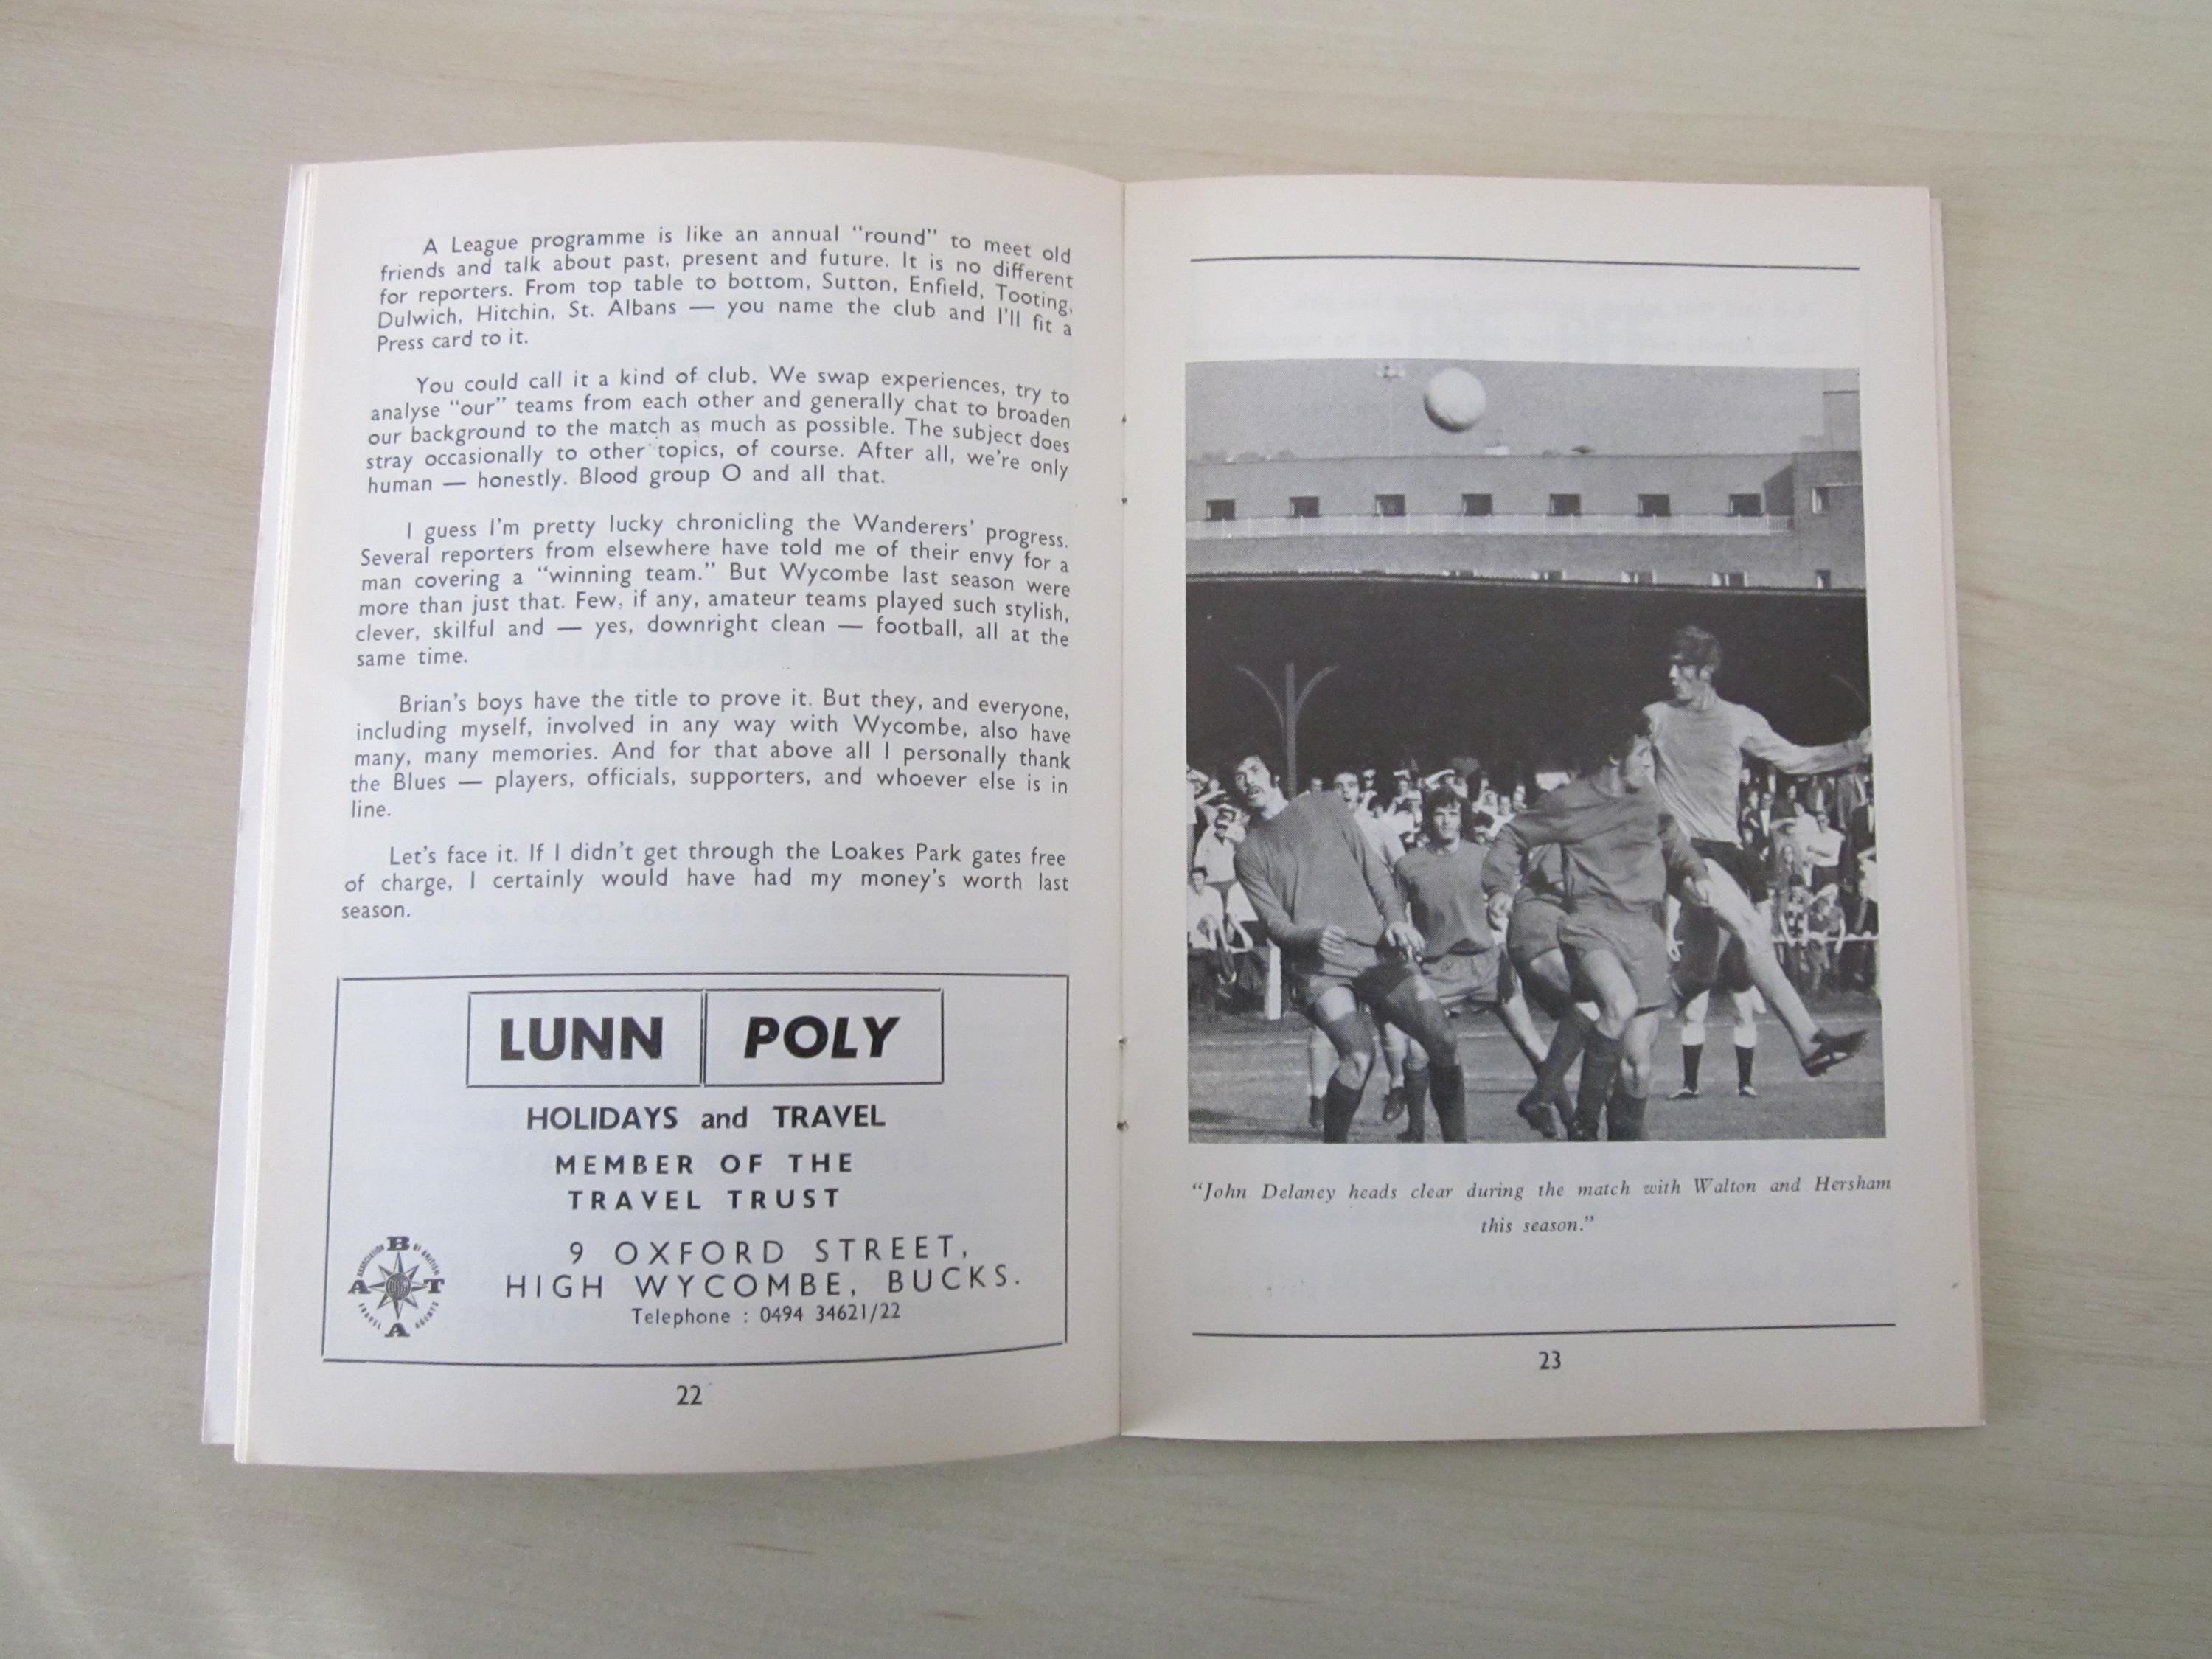 A League programme is like an annual "round" to meet old
friends and talk about past, present and future. It is no different
for reporters. From top table to bottom, Sutton, Enfield, Tooting,
Dulwich, Hitchin, St. Albans — you name the club and I'll fit a
Press card to it.
You could call it a kind of club. We swap experiences, try to
analyse "our" teams from each other and generally chat to broaden
our background to the match as much as possible. The subject does
stray occasionally to other topics, of course. After all, we're only
human — honestly. Blood group O and all that.
I guess I'm pretty lucky chronicling the Wanderers' progress.
Several reporters from elsewhere have told me of their envy for a
man covering a "winning team." But Wycombe last season were
more than just that. Few, if any, amateur teams played such stylish,
clever, skilful and — yes, downright clean — football, all at the
same time.
Brian's boys have the title to prove it. But they, and everyone,
including myself, involved in any way with Wycombe, also have
many, many memories. And for that above all I personally thank
the Blues — players, officials, supporters, and whoever else is in
line.
Let's face it. If I didn't get through the Loakes Park gates free
of charge, I certainly would have had my money's worth last
season.
LUNN POLY
HOLIDAYS and TRAVEL
MEMBER OF THE
TRAVEL TRUST
ASSOCIATION OF BRITISH TRAVEL AGENTS
A B T A
9 OXFORD STREET,
HIGH WYCOMBE, BUCKS.
Telephone : 0494 34621/22
22
"John Delaney heads clear during the match with Walton and Hersham
this season."
23